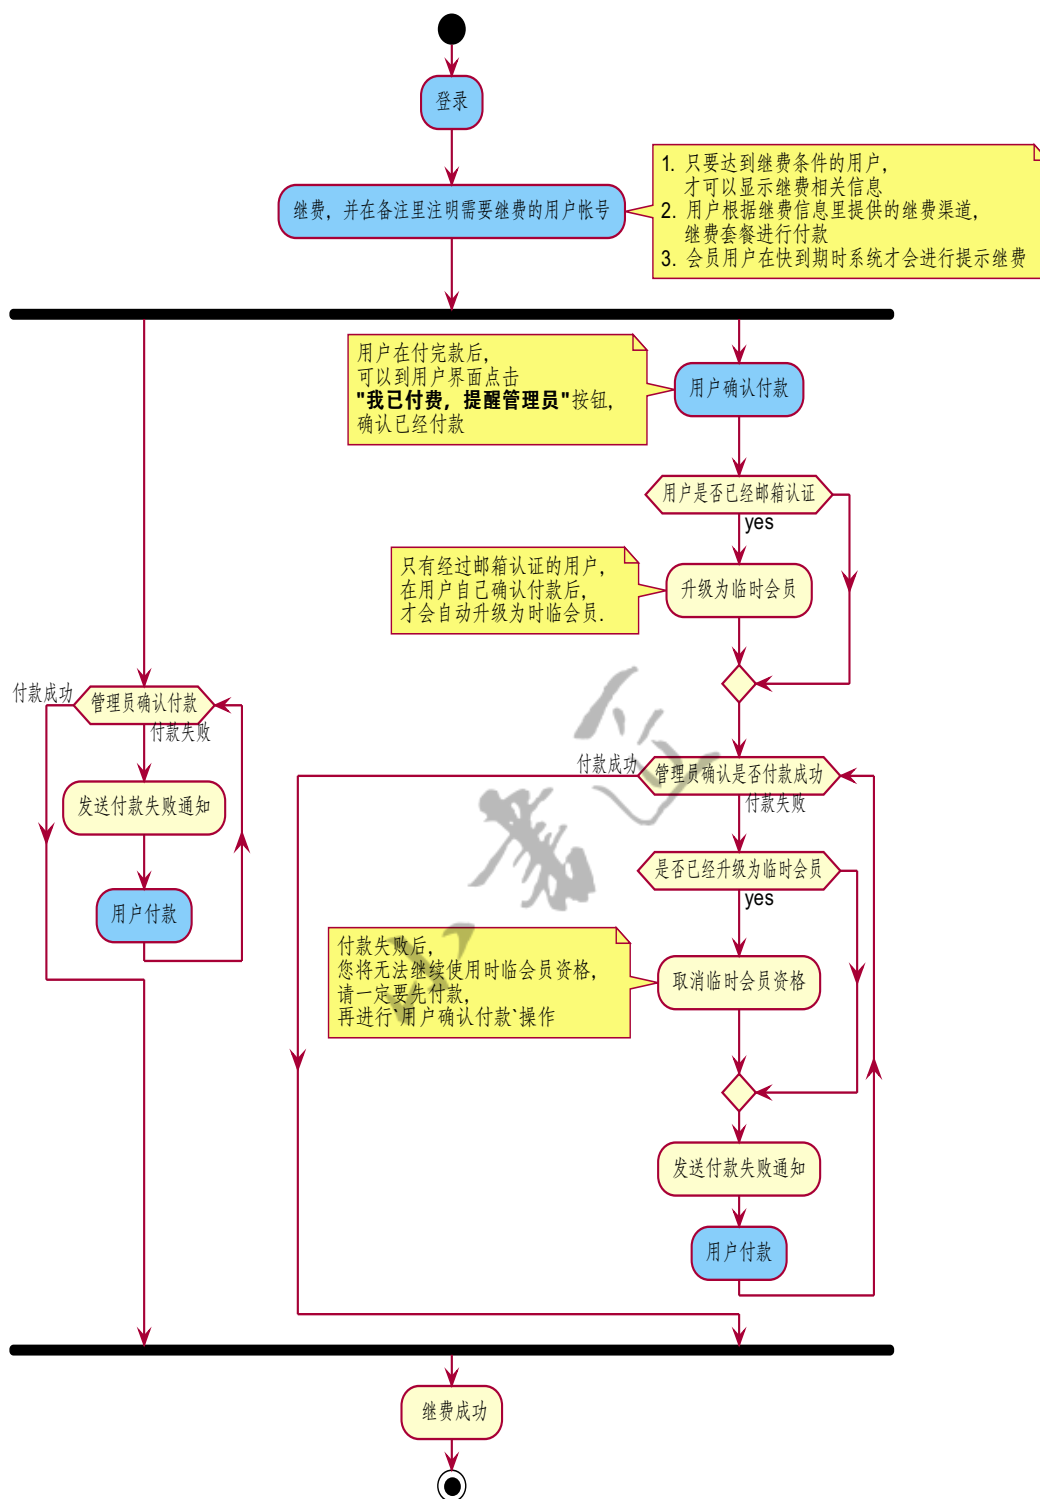 登录
继费，并在备注里注明需要继费的用户帐号
1. 只要达到继费条件的用户，
才可以显示继费相关信息
2. 用户根据继费信息里提供的继费渠道，
继费套餐进行付款
3. 会员用户在快到期时系统才会进行提示继费
用户在付完款后，
可以到用户界面点击
"我已付费，提醒管理员"按钮，
确认已经付款
用户确认付款
用户是否已经邮箱认证
yes
只有经过邮箱认证的用户，
在用户自己确认付款后，
才会自动升级为时临会员.
升级为临时会员
付款成功
管理员确认付款
付款失败
发送付款失败通知
用户付款
付款成功
管理员确认是否付款成功
付款失败
是否已经升级为临时会员
yes
付款失败后，
您将无法继续使用时临会员资格，
请一定要先付款，
再进行`用户确认付款`操作
取消临时会员资格
发送付款失败通知
用户付款
继费成功